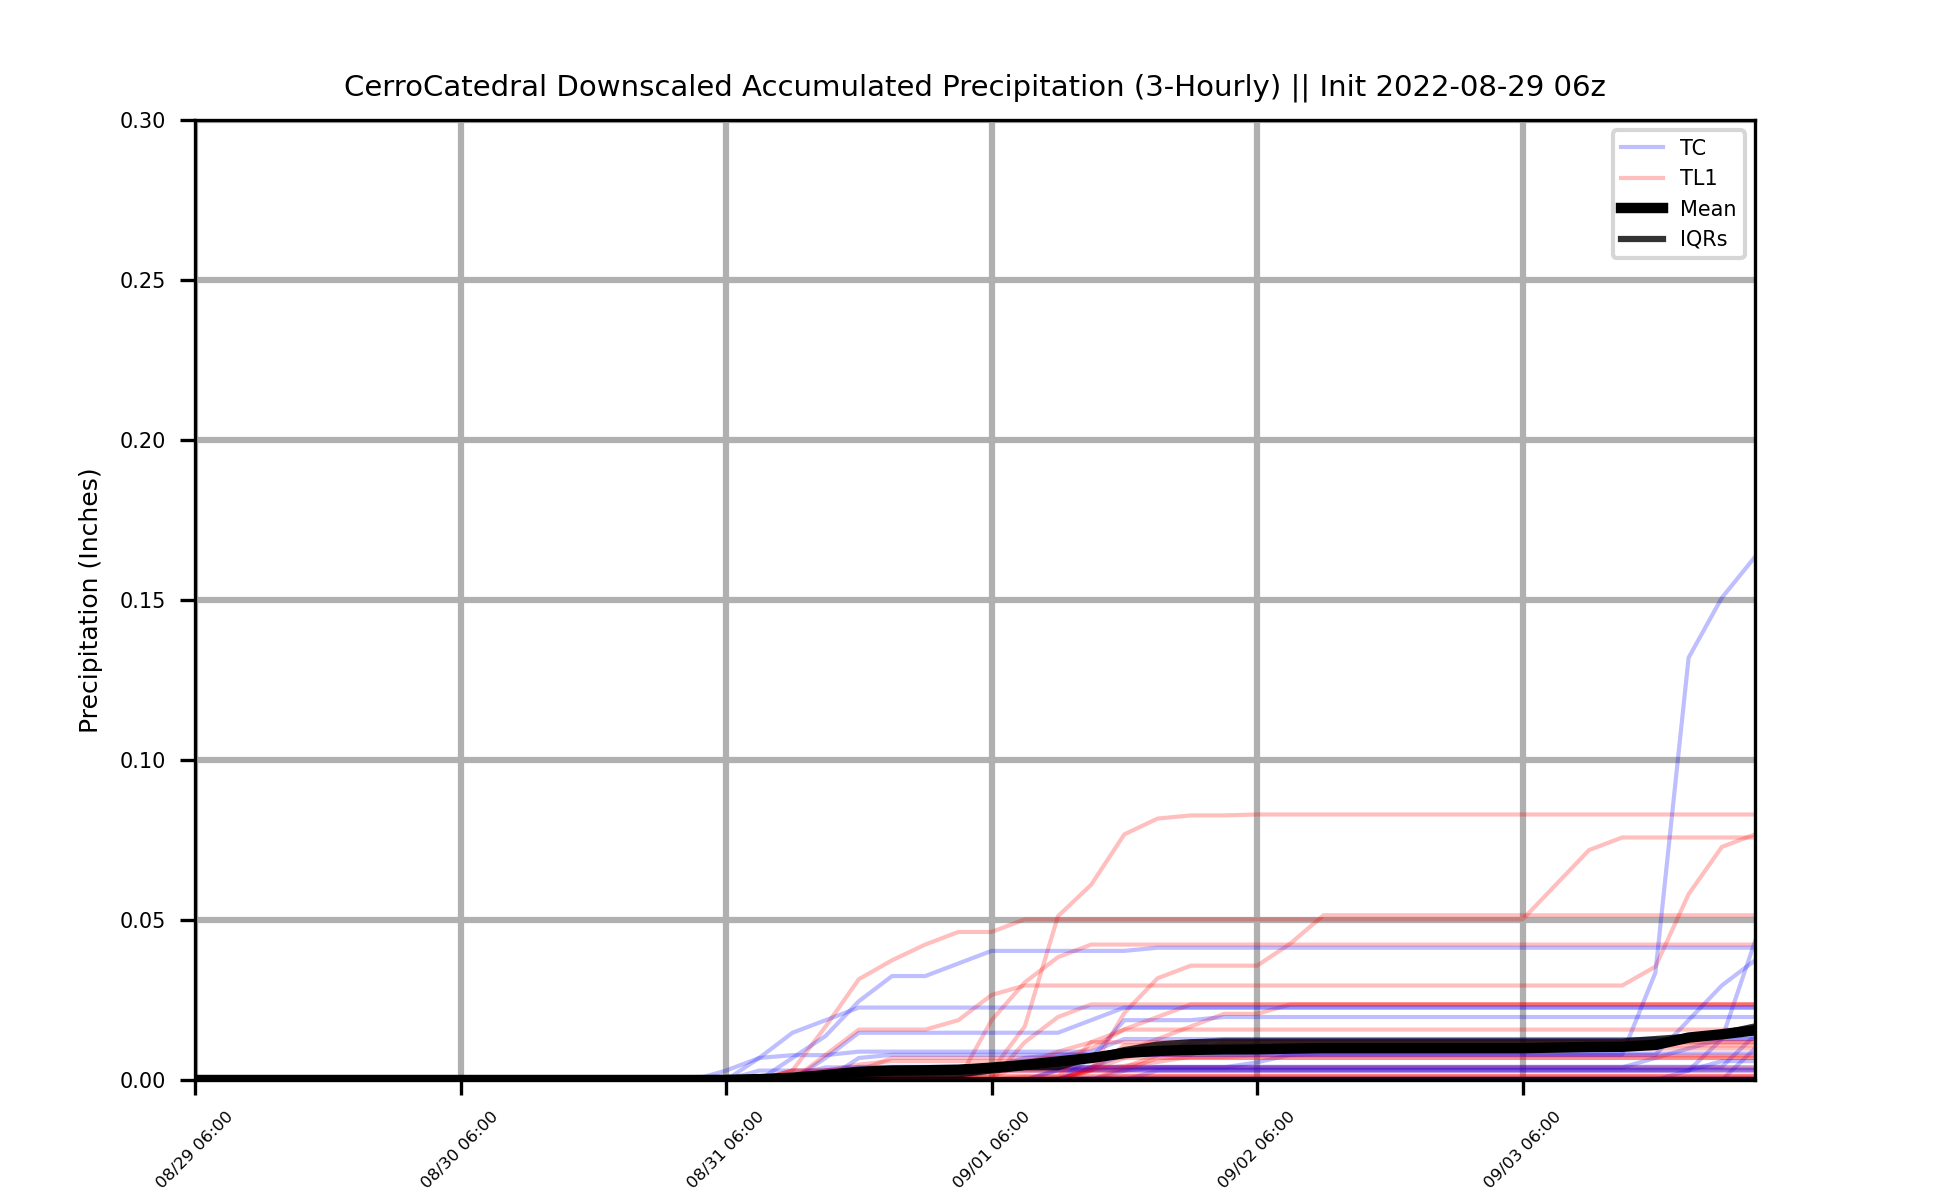 CerroCatedral Downscaled Accumulated Precipitation (3-Hourly) || Init 2022-08-29 06z
0.30
0.25
0.20
0.15
0.10
0.05
0.00
Precipitation (Inches)
TC
TL1
Mean
IQRs
08/29 06:00
08/30 06:00
08/31 06:00
09/01 06:00
09/02 06:00
09/03 06:00